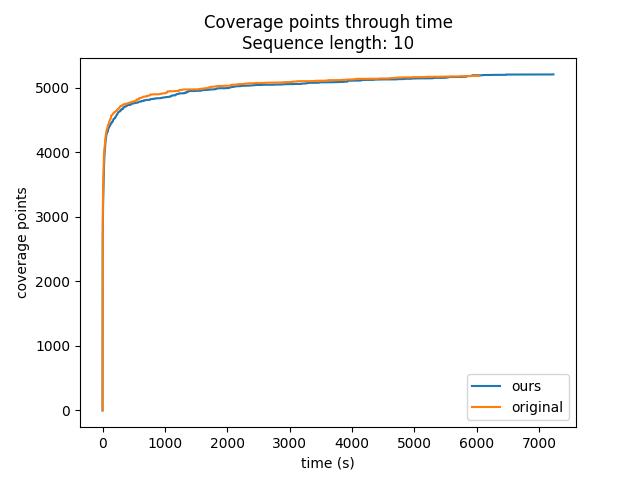 Coverage points through time
Sequence length: 10
coverage points
5000
4000
3000
2000
1000
0
0 1000 2000 3000 4000 5000 6000 7000
time (s)
ours
original